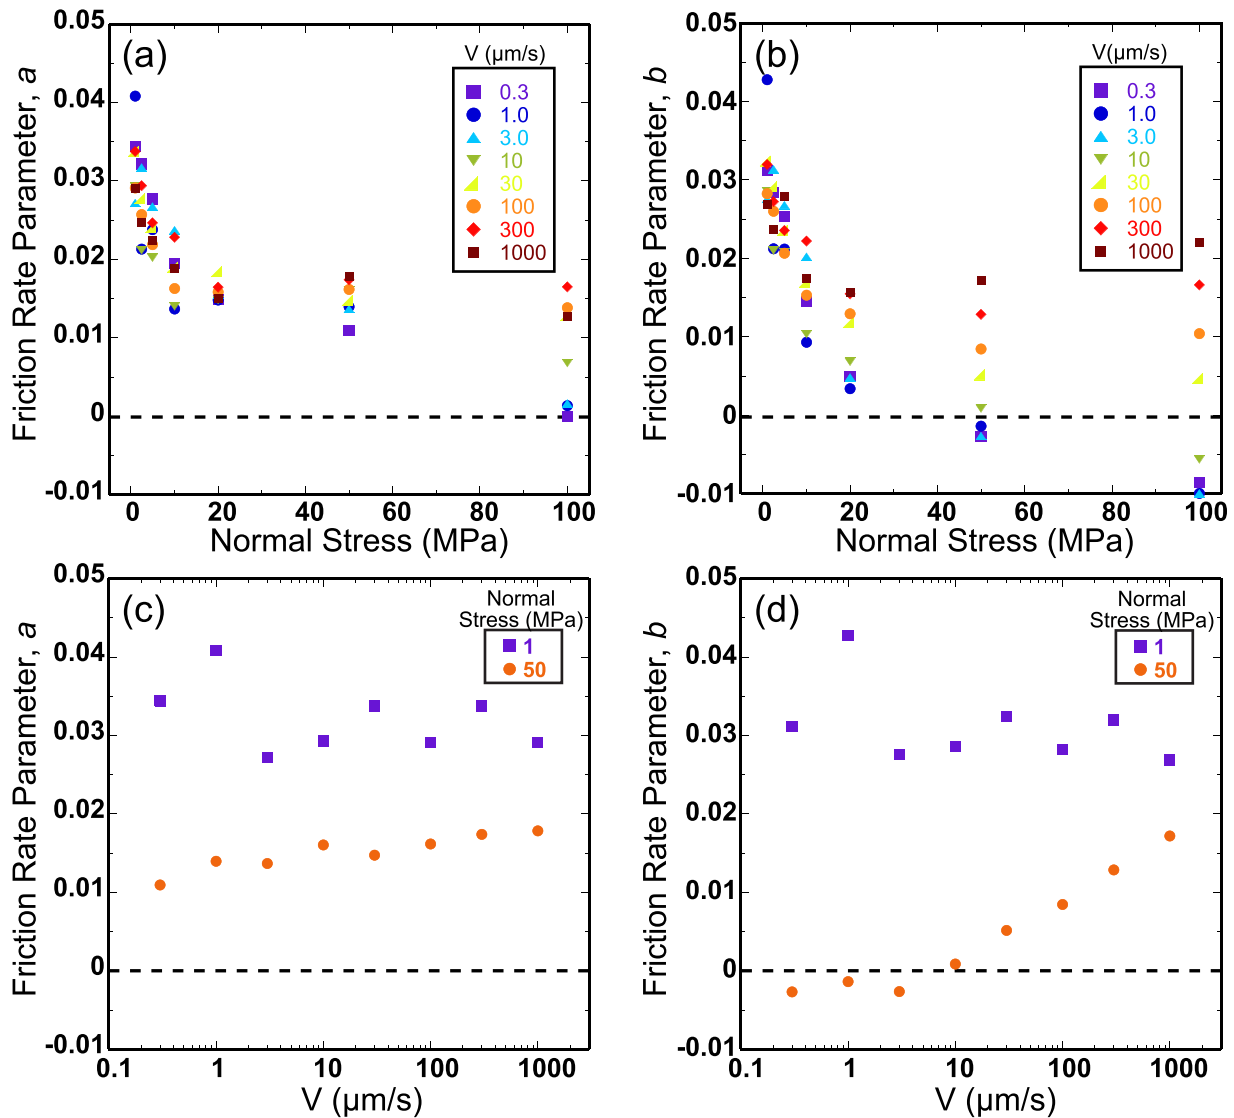 (a)
Friction Rate Parameter, a
0.05
0.04
0.03
0.02
0.01
0
-0.01
V (µm/s)
0.3
1.0
3.0
10
30
100
300
1000
0 20 40 60 80 100
Normal Stress (MPa)
(b)
Friction Rate Parameter, b
0.05
0.04
0.03
0.02
0.01
0
-0.01
V(µm/s)
0.3
1.0
3.0
10
30
100
300
1000
0 20 40 60 80 100
Normal Stress (MPa)
(c)
Friction Rate Parameter, a
0.05
0.04
0.03
0.02
0.01
0
-0.01
Normal
Stress (MPa)
1
50
0.1 1 10 100 1000
V (µm/s)
(d)
Friction Rate Parameter, b
0.05
0.04
0.03
0.02
0.01
0
-0.01
Normal
Stress (MPa)
1
50
0.1 1 10 100 1000
V (µm/s)